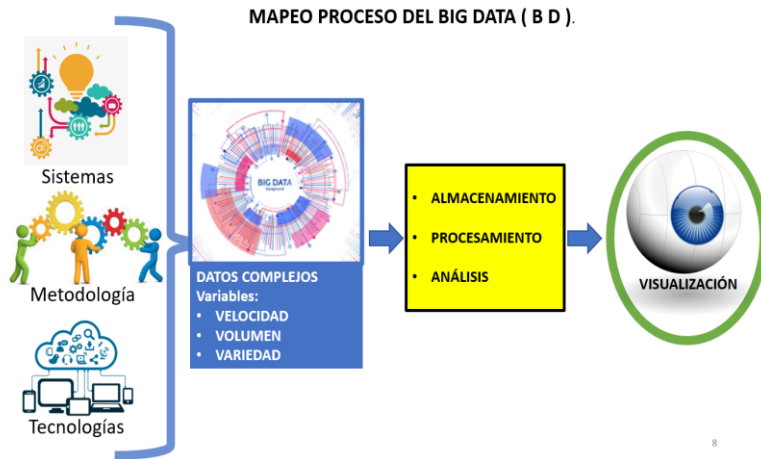 MAPEO PROCESO DEL BIG DATA ( B D ).
Sistemas
Metodología
Tecnologías
BIG DATA
background
DATOS COMPLEJOS
Variables:
• VELOCIDAD
• VOLUMEN
• VARIEDAD
• ALMACENAMIENTO
• PROCESAMIENTO
• ANÁLISIS
VISUALIZACIÓN
8